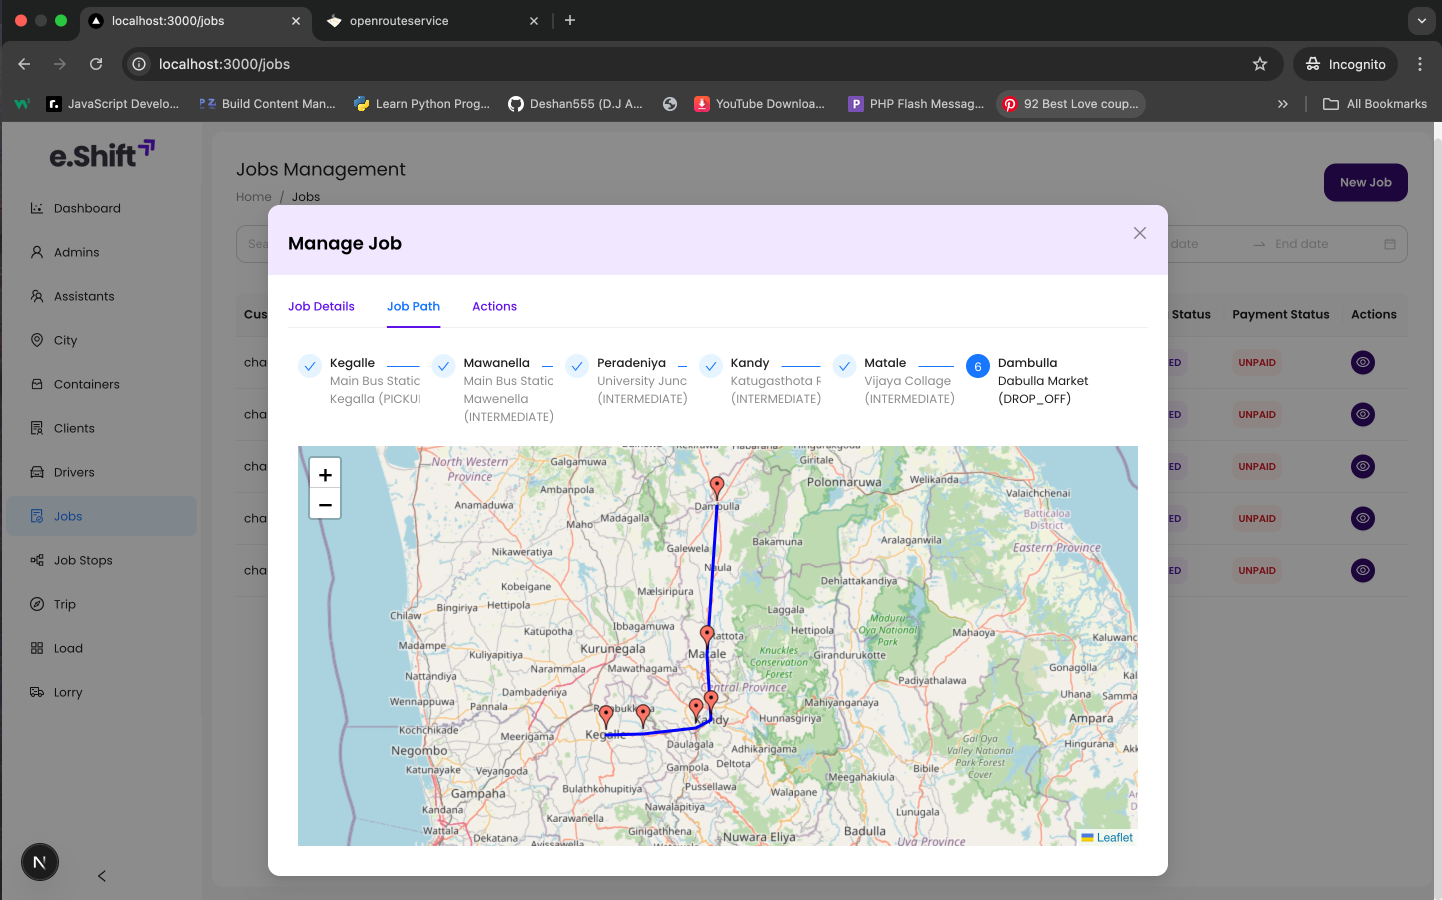 localhost:3000/jobs
openrouteservice
localhost:3000/jobs
Incognito
JavaScript Develo...
Build Content Man...
Learn Python Prog...
Deshan555 (D.J A...
YouTube Downloa...
PHP Flash Messag...
92 Best Love coup...
All Bookmarks
e.Shift
Dashboard
Admins
Assistants
City
Containers
Clients
Drivers
Jobs
Job Stops
Trip
Load
Lorry
N
Jobs Management
Home / Jobs
New Job
Sea
date
End date
Cus
Status
Payment Status
Actions
cha
ED
UNPAID
cha
ED
UNPAID
cha
ED
UNPAID
cha
ED
UNPAID
cha
ED
UNPAID
Manage Job
Job Details
Job Path
Actions
Kegalle
Main Bus Static
Kegalla (PICKU
Mawanella
Main Bus Static
Mawenella
(INTERMEDIATE)
Peradeniya
University Junc
(INTERMEDIATE)
Kandy
Katugasthota R
(INTERMEDIATE)
Matale
Vijaya Collage
(INTERMEDIATE)
6
Dambulla
Dabulla Market
(DROP_OFF)
+
−
North Western
Province
Galgamuwa
Habarana
Giritale
Polonnaruwa
Welikanda
Valaichchenai
Ambanpola
Anamaduwa
Dambulla
Batticaloa
District
Maho
Madagalla
Nikaweratiya
Galewela
Bakamuna
Aralaganwila
Eastern Province
Naula
Kobeigane
Mælsiripura
Dehiattakandiya
Bingiriya
Hettipola
Laggala
Chilaw
Ibbagamuwa
Katupotha
Hettipola
Maduru
Oya National
Park
Mahaoya
Kaluwanc
Madampe
Kuliyapitiya
Kurunegala
Matale
Knuckles
Conservation
Forest
Girandurukotte
Gonagolla
Nattandiya
Narammala
Mawathagama
Padiyathalawa
Wennappuwa
Pannala
Dambadeniya
Central Province
Uhana
Samma
Mahiyanganaya
Kochchikade
Kegalle
Kandy
Hunnasgiriya
Ampara
Negombo
Meerigama
Daulagala
Adhikarigama
Gal Oya
Valley National
Park Forest
Cover
Hingurana
Akk
Katunayake
Veyangoda
Gampola
Deltota
Bibile
Gampaha
Bulathkohupitiya
Pussellawa
Meegahakiula
Kandana
Nawalapitiya
Walapane
Lunugala
Wattala
Dekatana
Ginigathhena
Nuwara Eliya
Badulla
Avissawella
Uva Province
Leaflet